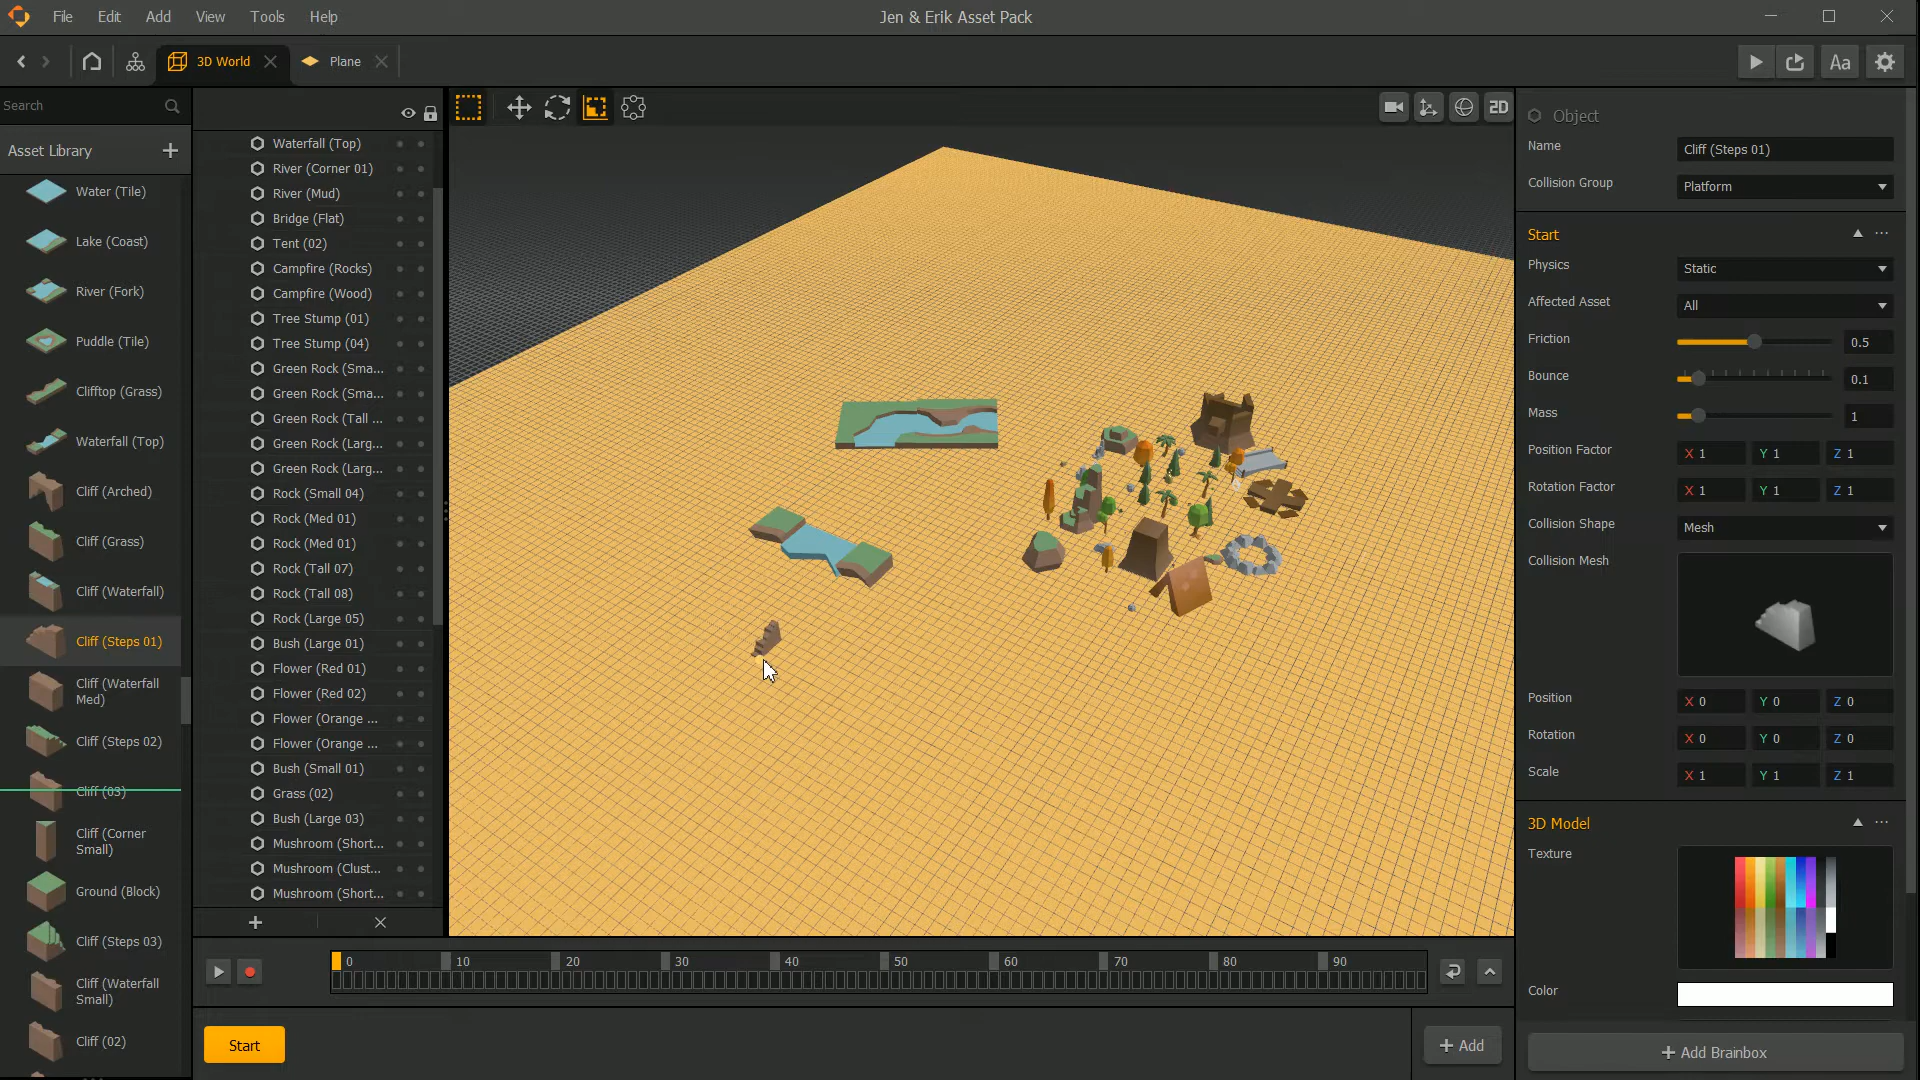 File Edit Add View Tools Help
Jen & Erik Asset Pack
3D World
Plane
Aa
Search
Asset Library
Water (Tile)
Lake (Coast)
River (Fork)
Puddle (Tile)
Clifftop (Grass)
Waterfall (Top)
Cliff (Arched)
Cliff (Grass)
Cliff (Waterfall)
Cliff (Steps 01)
Cliff (Waterfall
Med)
Cliff (Steps 02)
Cliff (03)
Cliff (Corner
Small)
Ground (Block)
Cliff (Steps 03)
Cliff (Waterfall
Small)
Cliff (02)
Waterfall (Top)
River (Corner 01)
River (Mud)
Bridge (Flat)
Tent (02)
Campfire (Rocks)
Campfire (Wood)
Tree Stump (01)
Tree Stump (04)
Green Rock (Sma...
Green Rock (Sma...
Green Rock (Tall ...
Green Rock (Larg...
Green Rock (Larg...
Rock (Small 04)
Rock (Med 01)
Rock (Med 01)
Rock (Tall 07)
Rock (Tall 08)
Rock (Large 05)
Bush (Large 01)
Flower (Red 01)
Flower (Red 02)
Flower (Orange ...
Flower (Orange ...
Bush (Small 01)
Grass (02)
Bush (Large 03)
Mushroom (Short...
Mushroom (Clust...
Mushroom (Short...
2D
0 10 20 30 40 50 60 70 80 90
Start
+ Add
Object
Name Cliff (Steps 01)
Collision Group Platform
Start
Physics Static
Affected Asset All
Friction 0.5
Bounce 0.1
Mass 1
Position Factor X 1 Y 1 Z 1
Rotation Factor X 1 Y 1 Z 1
Collision Shape Mesh
Collision Mesh
Position X 0 Y 0 Z 0
Rotation X 0 Y 0 Z 0
Scale X 1 Y 1 Z 1
3D Model
Texture
Color
+ Add Brainbox